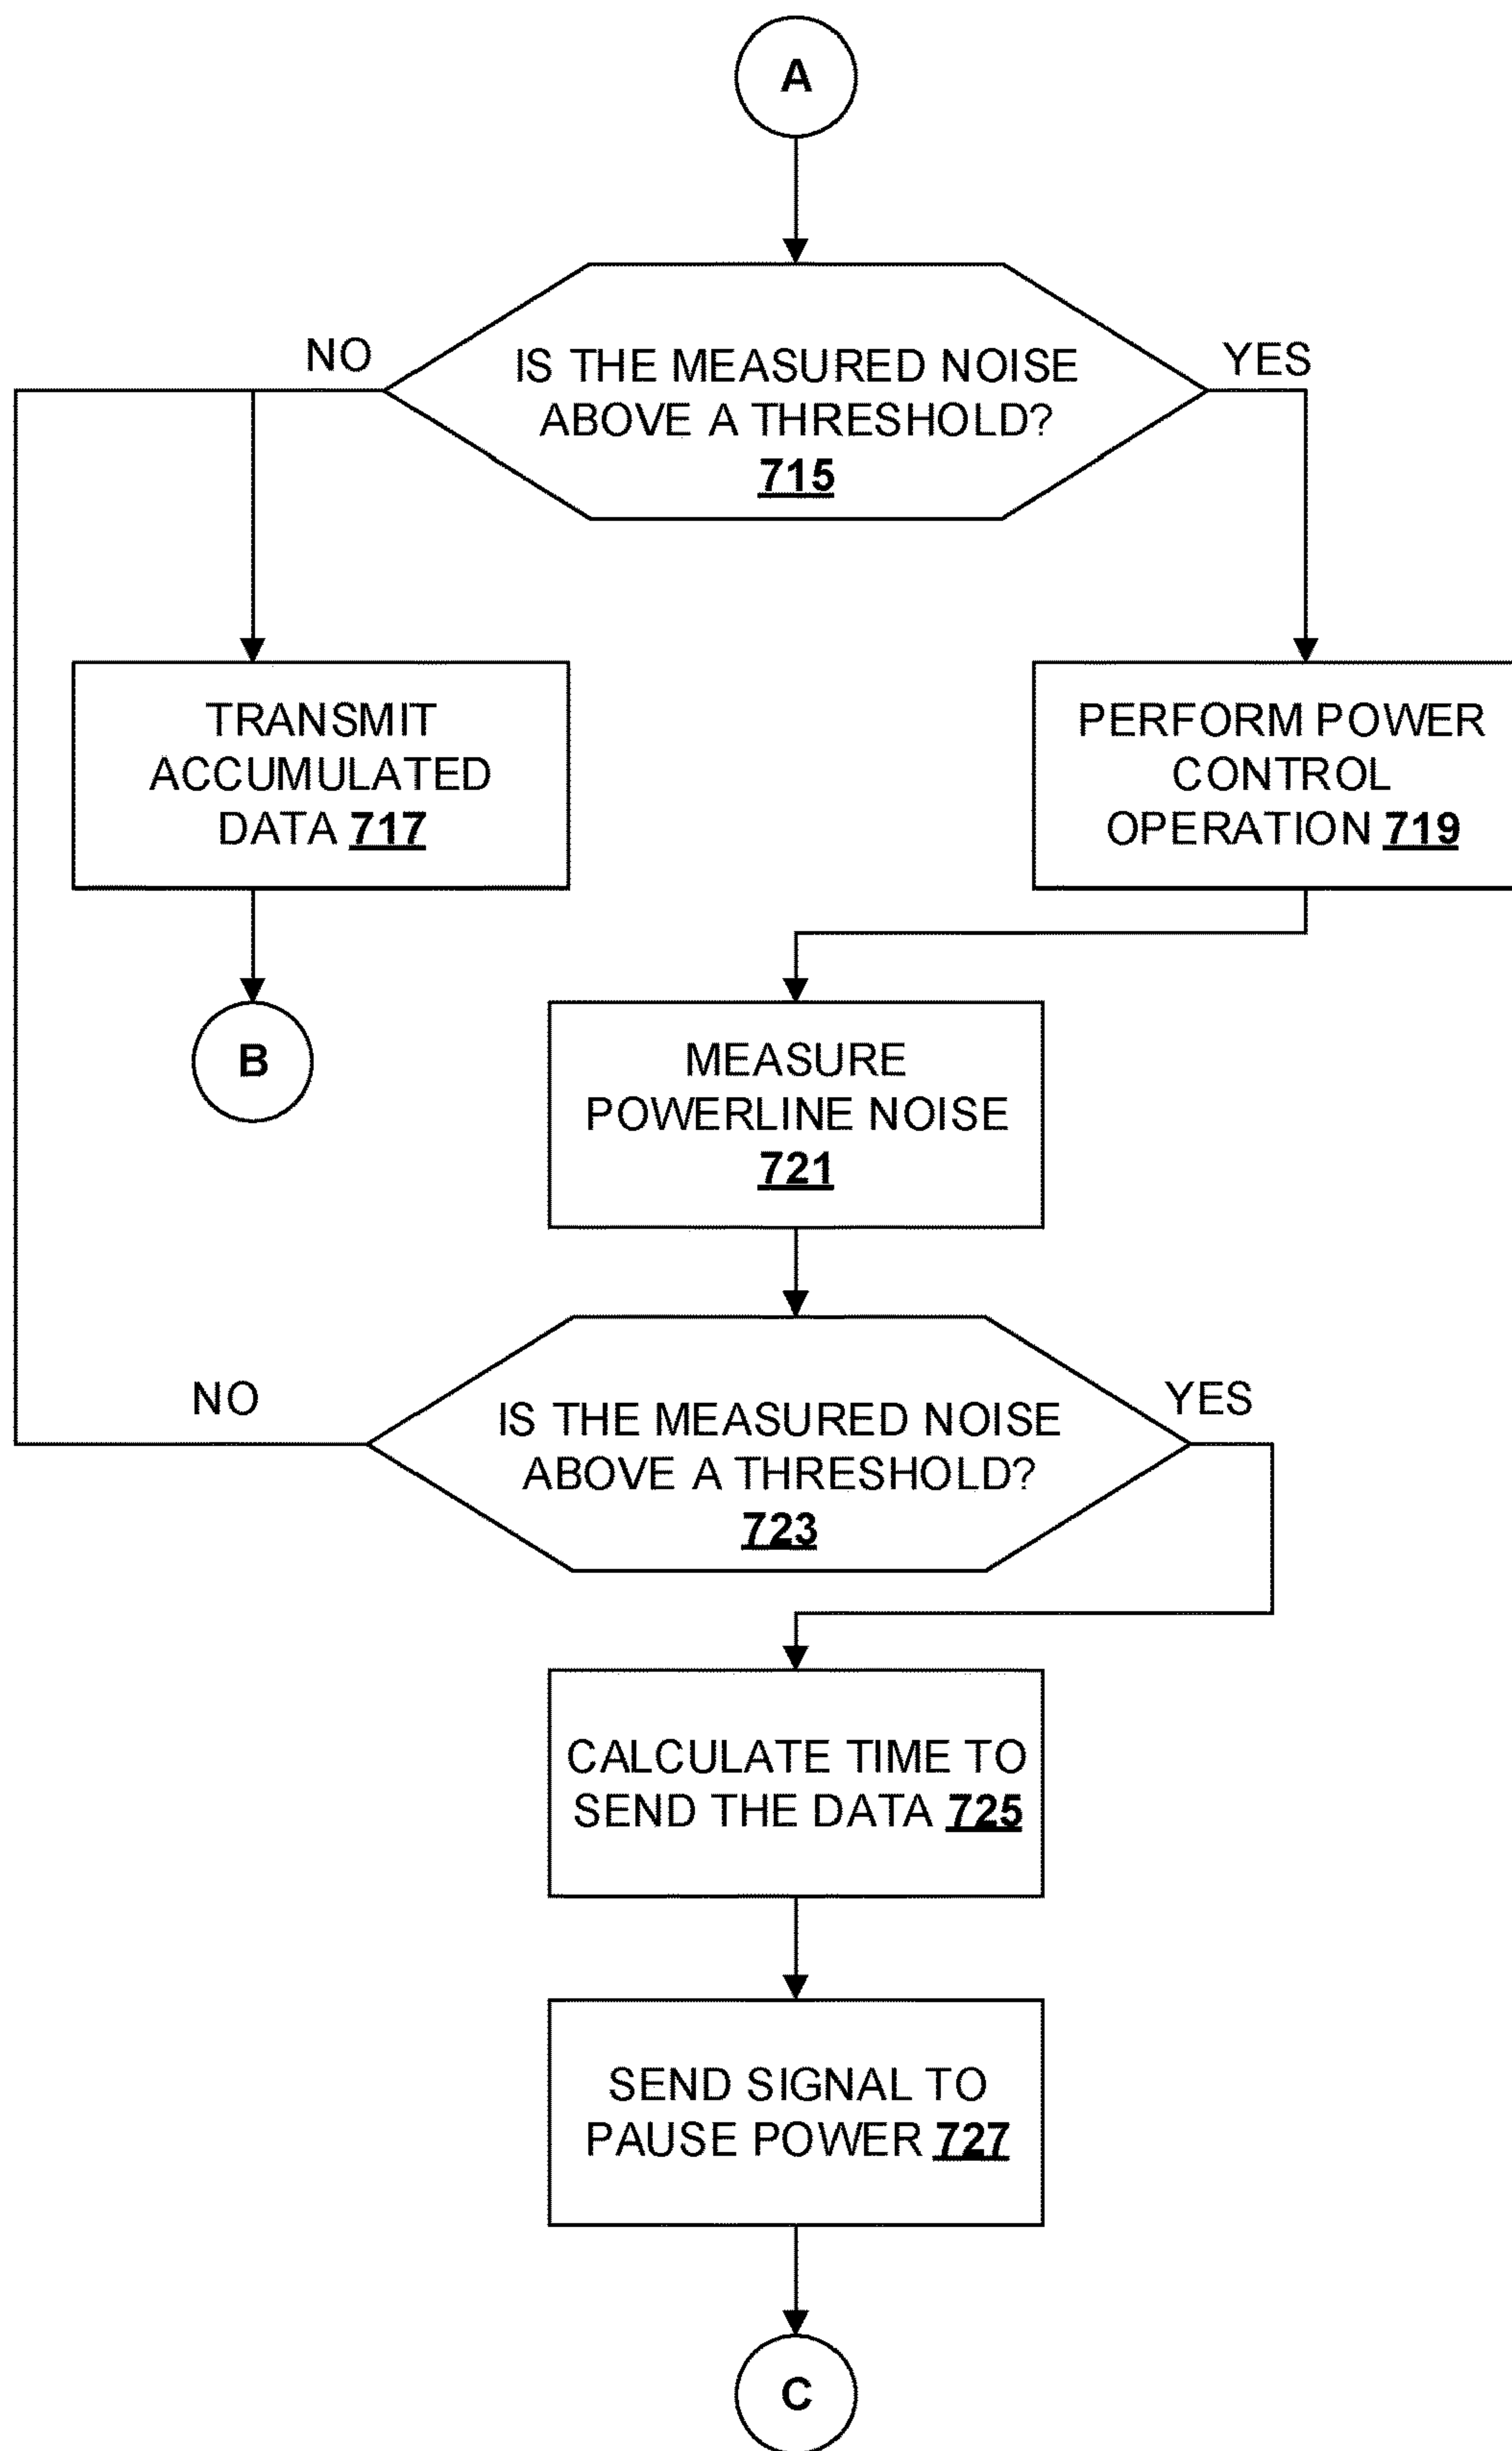 A
NO
YES
IS THE MEASURED NOISE
ABOVE A THRESHOLD?
715
TRANSMIT
ACCUMULATED
DATA 717
PERFORM POWER
CONTROL
OPERATION 719
B
MEASURE
POWERLINE NOISE
721
NO
YES
IS THE MEASURED NOISE
ABOVE A THRESHOLD?
723
CALCULATE TIME TO
SEND THE DATA 725
SEND SIGNAL TO
PAUSE POWER 727
C